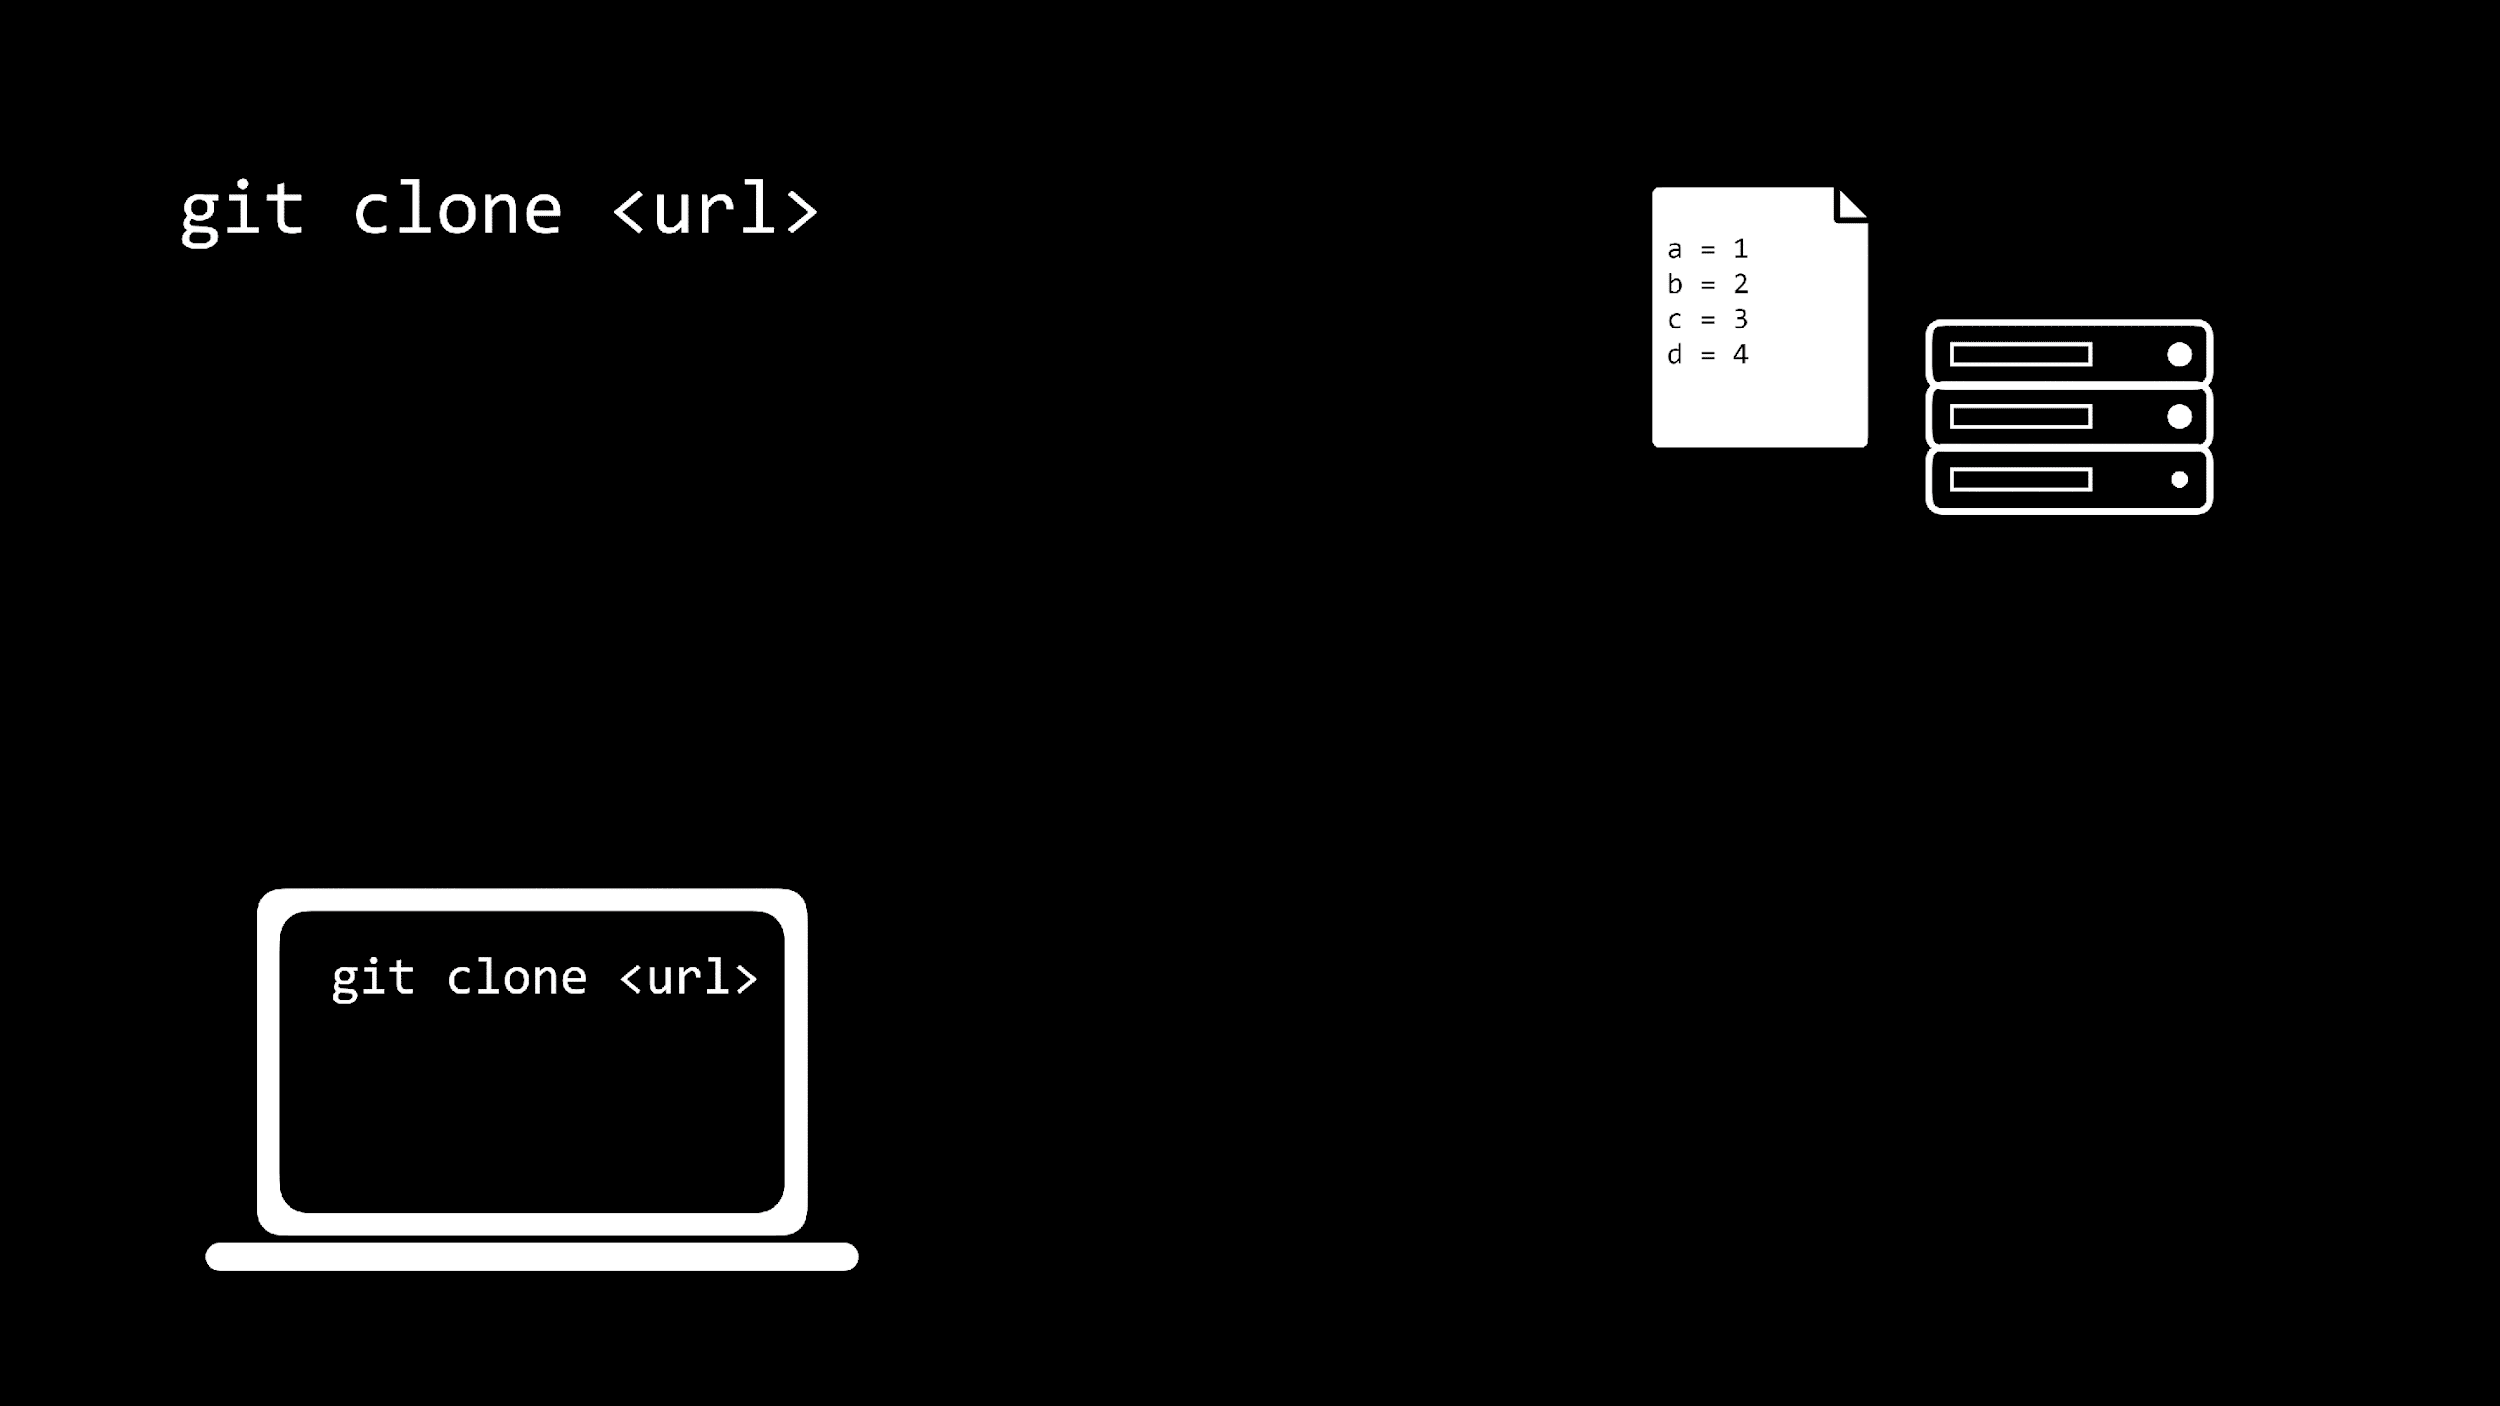 git clone <url>
a = 1
b = 2
c = 3
d = 4
git clone <url>